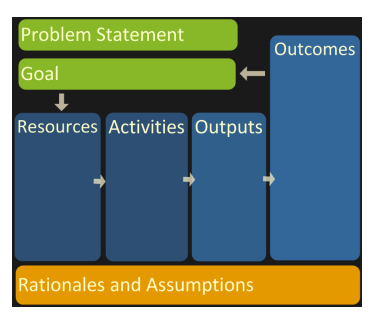 Problem Statement
Goal
Outcomes
Resources
Activities
Outputs
Rationales and Assumptions